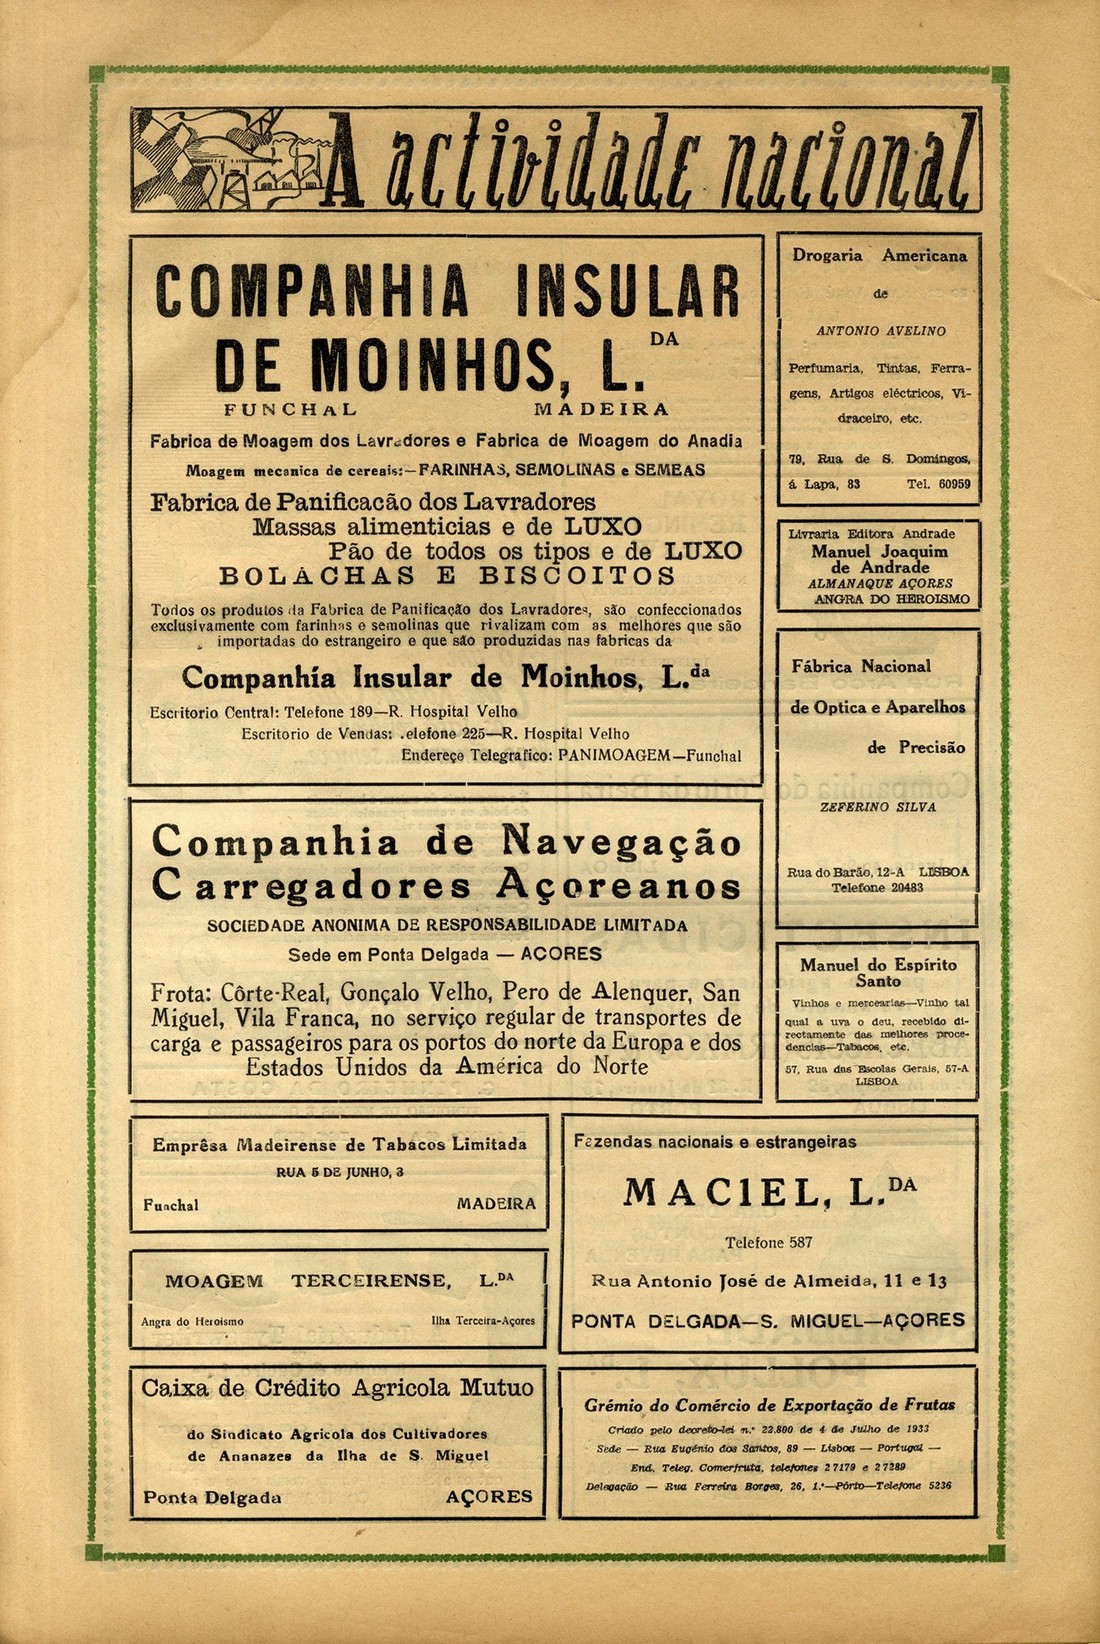 A actividade nacional
COMPANHIA INSULAR
DE MOINHOS, L.DA
FUNCHAL MADEIRA
Fabrica de Moagem dos Lavradores e Fabrica de Moagem do Anadia
Moagem mecanica de cereais:—FARINHAS, SEMOLINAS e SEMEAS
Fabrica de Panificacão dos Lavradores
Massas alimenticias e de LUXO
Pão de todos os tipos e de LUXO
BOLACHAS E BISCOITOS
Todos os produtos da Fabrica de Panificação dos Lavradores, são confeccionados
exclusivamente com farinhas e semolinas que rivalizam com as melhores que são
importadas do estrangeiro e que são produzidas nas fabricas da
Companhía Insular de Moinhos, L.da
Escritorio Central: Telefone 189—R. Hospital Velho
Escritorio de Vendas: .elefone 225—R. Hospital Velho
Endereço Telegrafico: PANIMOAGEM—Funchal
Drogaria Americana
de
ANTONIO AVELINO
Perfumaria, Tintas, Ferra-
gens, Artigos eléctricos, Vi-
draceiro, etc.
79, Rua de S. Domingos,
á Lapa, 83 Tel. 60959
Livraria Editora Andrade
Manuel Joaquim
de Andrade
ALMANAQUE AÇORES
ANGRA DO HEROISMO
Fábrica Nacional
de Optica e Aparelhos
de Precisão
ZEFERINO SILVA
Rua do Barão, 12-A LISBOA
Telefone 20483
Companhia de Navegação
Carregadores Açoreanos
SOCIEDADE ANONIMA DE RESPONSABILIDADE LIMITADA
Sede em Ponta Delgada — AÇORES
Frota: Côrte-Real, Gonçalo Velho, Pero de Alenquer, San
Miguel, Vila Franca, no serviço regular de transportes de
carga e passageiros para os portos do norte da Europa e dos
Estados Unidos da América do Norte
Manuel do Espírito
Santo
Vinhos e mercearias—Vinho tal
qual a uva o deu, recebido di-
rectamente das melhores proce-
dencias—Tabacos, etc.
57, Rua das Escolas Gerais, 57-A
LISBOA
Emprêsa Madeirense de Tabacos Limitada
RUA 5 DE JUNHO, 3
Funchal MADEIRA
MOAGEM TERCEIRENSE, L.DA
Angra do Heroismo Ilha Terceira-Açores
Caixa de Crédito Agricola Mutuo
do Sindicato Agricola dos Cultivadores
de Ananazes da Ilha de S. Miguel
Ponta Delgada AÇORES
Fazendas nacionais e estrangeiras
MAC1EL, L.DA
Telefone 587
Rua Antonio José de Almeida, 11 e 13
PONTA DELGADA—S. MIGUEL—AÇORES
Grémio do Comércio de Exportação de Frutas
Criado pelo decreto-lei n.º 22.800 de 4 de Julho de 1933
Sede — Rua Eugénio dos Santos, 89 — Lisboa — Portugal —
End. Teleg. Comerfruta, telefones 2 7179 e 2 7289
Delegação — Rua Ferreira Borges, 26, 1.º—Pôrto—Telefone 5236